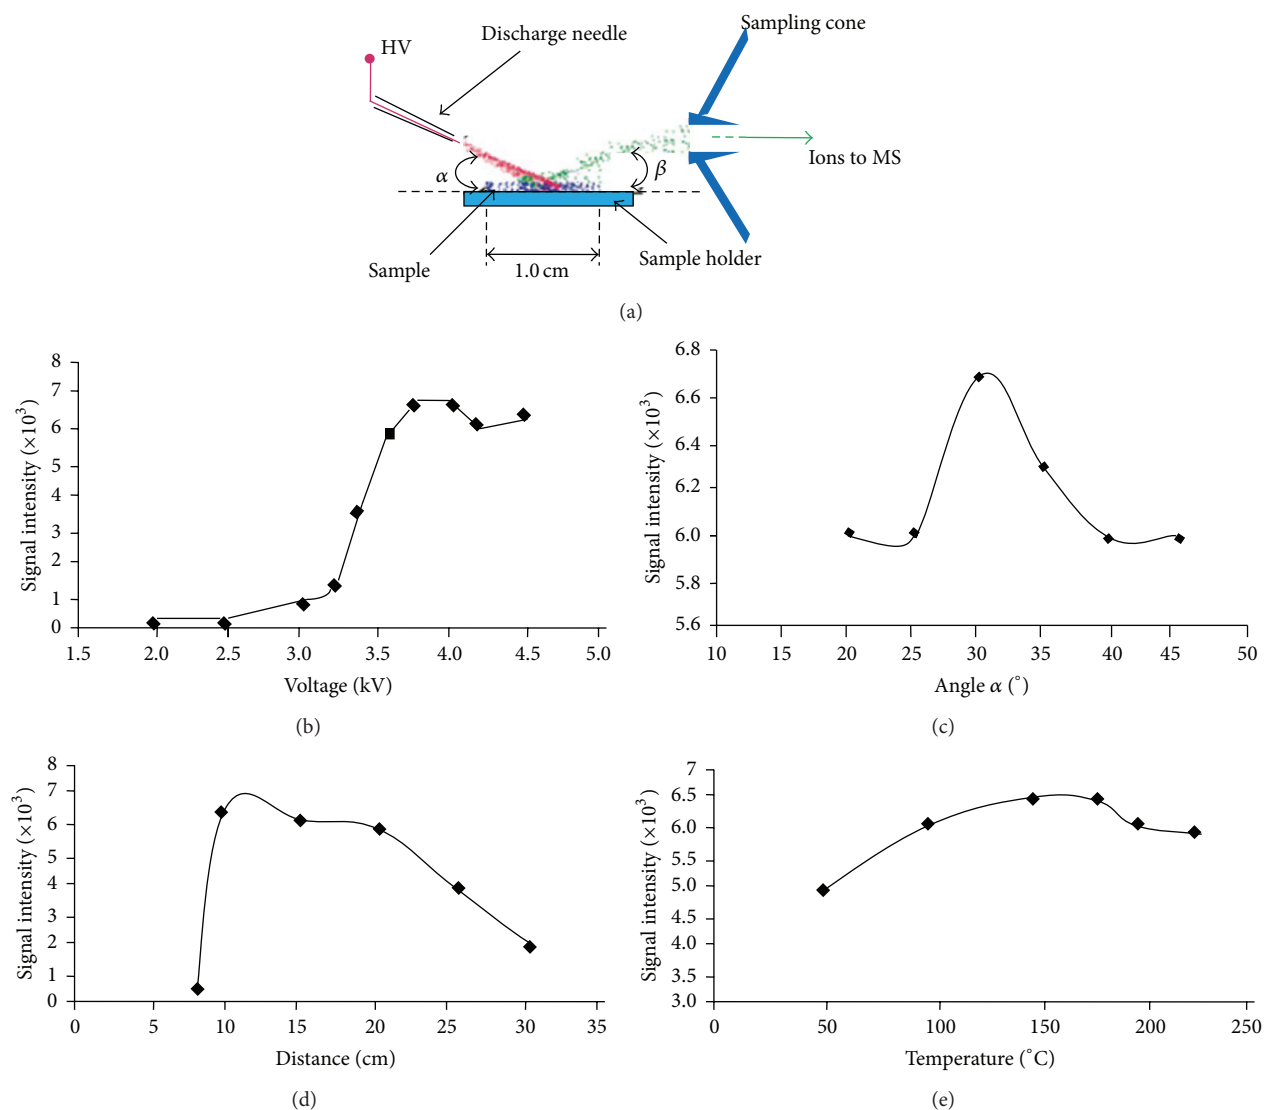 Sampling cone
Discharge needle
HV
Ions to MS
α
β
Sample holder
Sample
1.0 cm
(a)
Signal intensity (×10³)
8
7
6
5
4
3
2
1
0
1.5 2.0 2.5 3.0 3.5 4.0 4.5 5.0
Voltage (kV)
(b)
Signal intensity (×10³)
6.8
6.6
6.4
6.2
6.0
5.8
5.6
10 15 20 25 30 35 40 45 50
Angle α (°)
(c)
Signal intensity (×10³)
8
7
6
5
4
3
2
1
0
0 5 10 15 20 25 30 35
Distance (cm)
(d)
Signal intensity (×10³)
7
6.5
6.0
5.5
5.0
4.5
4.0
3.5
3.0
0 50 100 150 200 250
Temperature (°C)
(e)